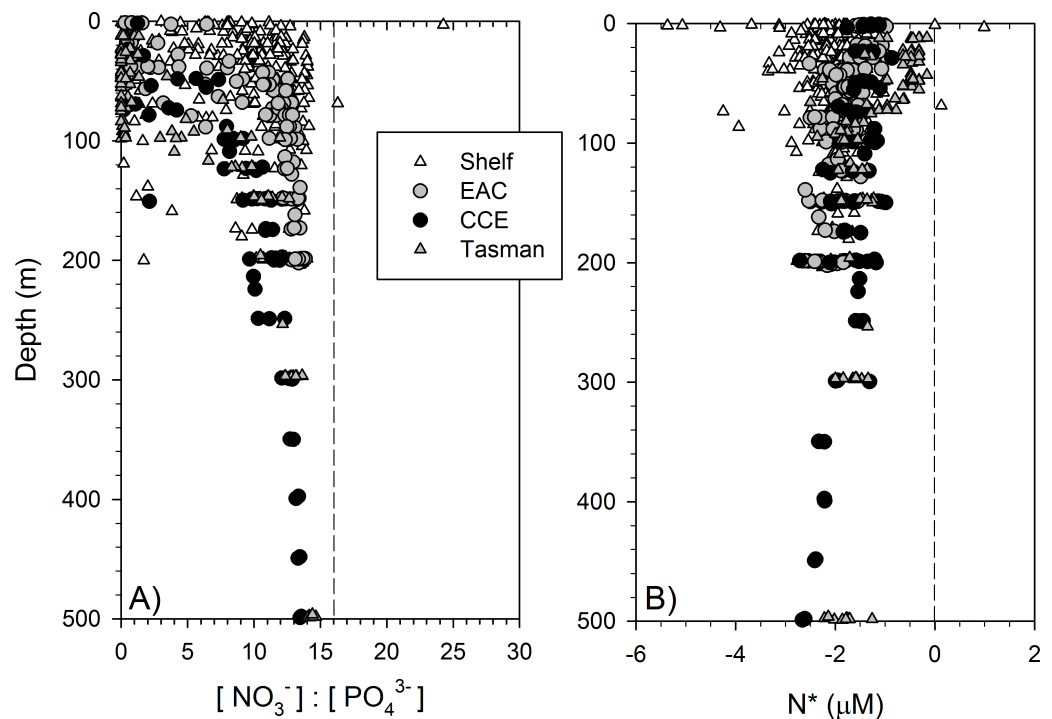 0
100
200
300
400
500
Depth (m)
A)
0 5 10 15 20 25 30
[ NO₃⁻] : [ PO₄³⁻]
Shelf
EAC
CCE
Tasman
0
100
200
300
400
500
B)
-6 -4 -2 0 2
N* (μM)